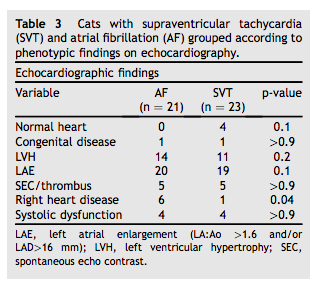 Table 3 Cats with supraventricular tachycardia
(SVT) and atrial fibrillation (AF) grouped according to
phenotypic findings on echocardiography.
Echocardiographic findings
Variable AF SVT p-value
(n = 21) (n = 23)
Normal heart 0 4 0.1
Congenital disease 1 1 >0.9
LVH 14 11 0.2
LAE 20 19 0.1
SEC/thrombus 5 5 >0.9
Right heart disease 6 1 0.04
Systolic dysfunction 4 4 >0.9
LAE, left atrial enlargement (LA:Ao >1.6 and/or
LAD>16 mm); LVH, left ventricular hypertrophy; SEC,
spontaneous echo contrast.